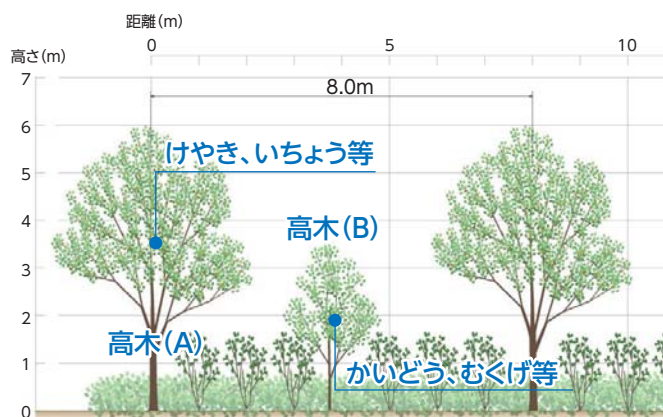 距離(m)
0 5 10
高さ(m)
7
8.0m
6
けやき、いちょう等
5
4
高木(B)
3
2
高木(A)
1
かいどう、むくげ等
0